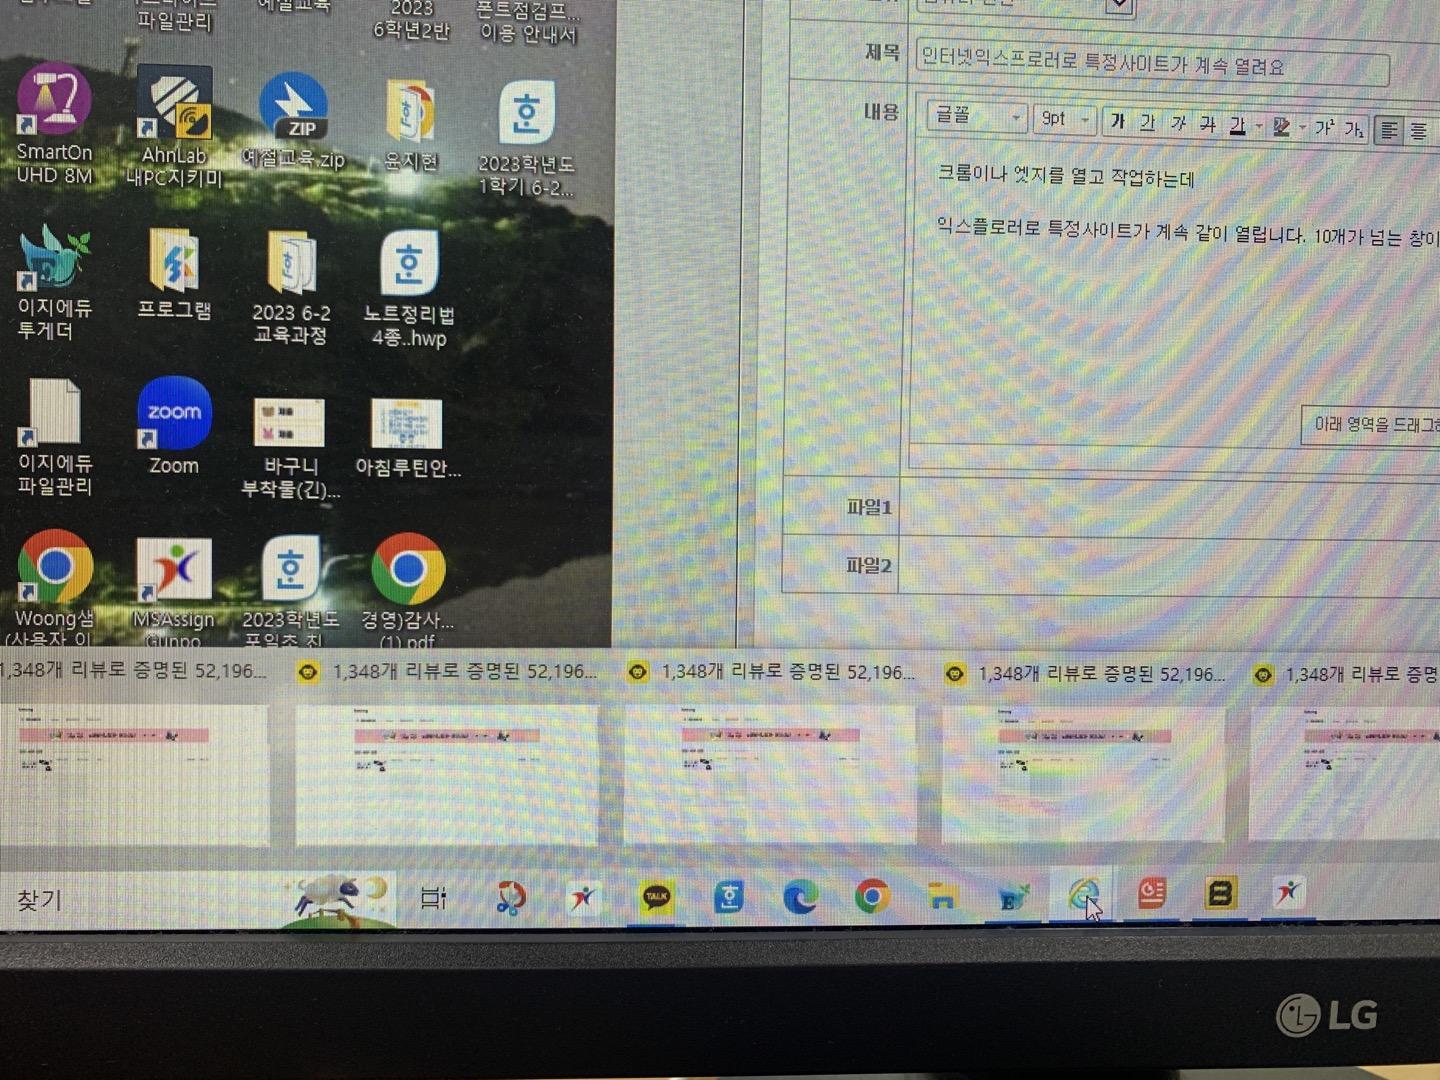 파일관리
예절교육
2023
6학년2반
폰트점검프...
이용 안내서
SmartOn
UHD 8M
AhnLab
내PC지키미
ZIP
예절교육.zip
윤지현
2023학년도
1학기 6-2...
이지에듀
투게더
프로그램
2023 6-2
교육과정
노트정리법
4종..hwp
이지에듀
파일관리
zoom
Zoom
바구니
부착물(긴)...
아침루틴안...
Woong샘
(사용자 이
MSAssign
Gunpo
2023학년도
포일초 친
경영)감사...
(1).pdf
제목
인터넷익스프로러로 특정사이트가 계속 열려요
내용
글꼴
9pt
가 가 가 가 가 가 가
크롬이나 엣지를 열고 작업하는데
익스플로러로 특정사이트가 계속 같이 열립니다. 10개가 넘는 창이
아래 영역을 드래그하
파일1
파일2
1,348개 리뷰로 증명된 52,196...
1,348개 리뷰로 증명된 52,196...
1,348개 리뷰로 증명된 52,196...
1,348개 리뷰로 증명된 52,196...
1,348개 리뷰로 증명
찾기
TALK
LG